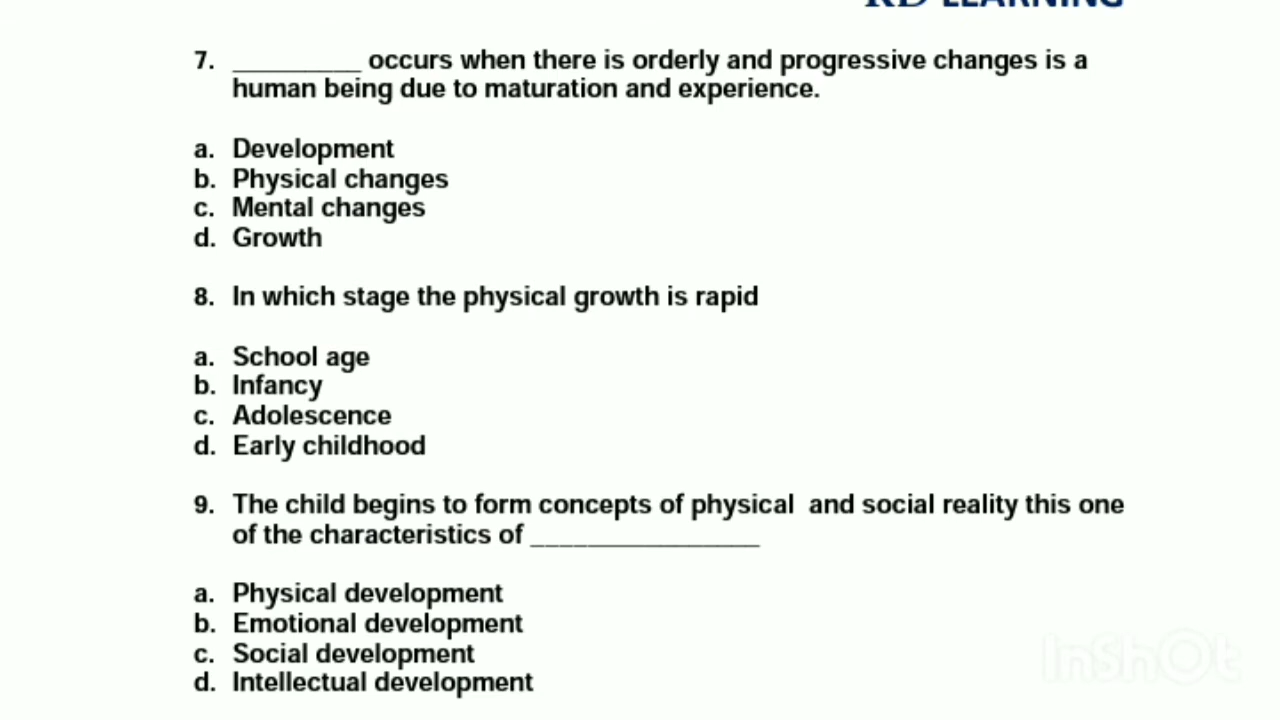 RD LEARNING
7. _________ occurs when there is orderly and progressive changes is a
human being due to maturation and experience.
a. Development
b. Physical changes
c. Mental changes
d. Growth
8. In which stage the physical growth is rapid
a. School age
b. Infancy
c. Adolescence
d. Early childhood
9. The child begins to form concepts of physical and social reality this one
of the characteristics of ________________
a. Physical development
b. Emotional development
c. Social development
d. Intellectual development
InShOt